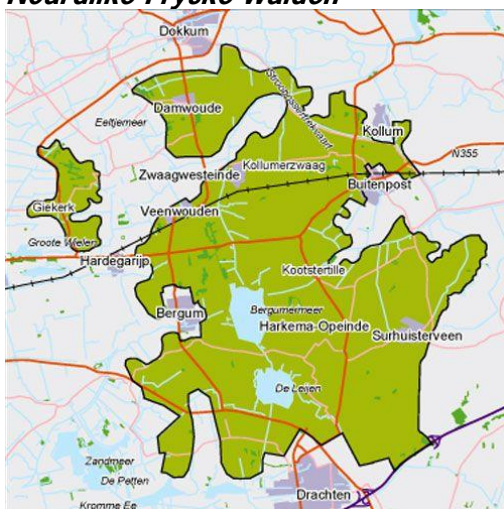 Noardlike Fryske Wâlden
Dokkum
Damwoude
Eeltjemeer
Stroobossertrekvaart
Kollum
Kollumerzwaag
N355
Zwaagwesteinde
Buitenpost
Giekerk
Veenwouden
Groote Wielen
Hardegarijp
Kootstertille
Bergum
Bergumermeer
Harkema-Opeinde
Surhuisterveen
De Leijen
Zandmeer
De Petten
Drachten
Kromme Ee